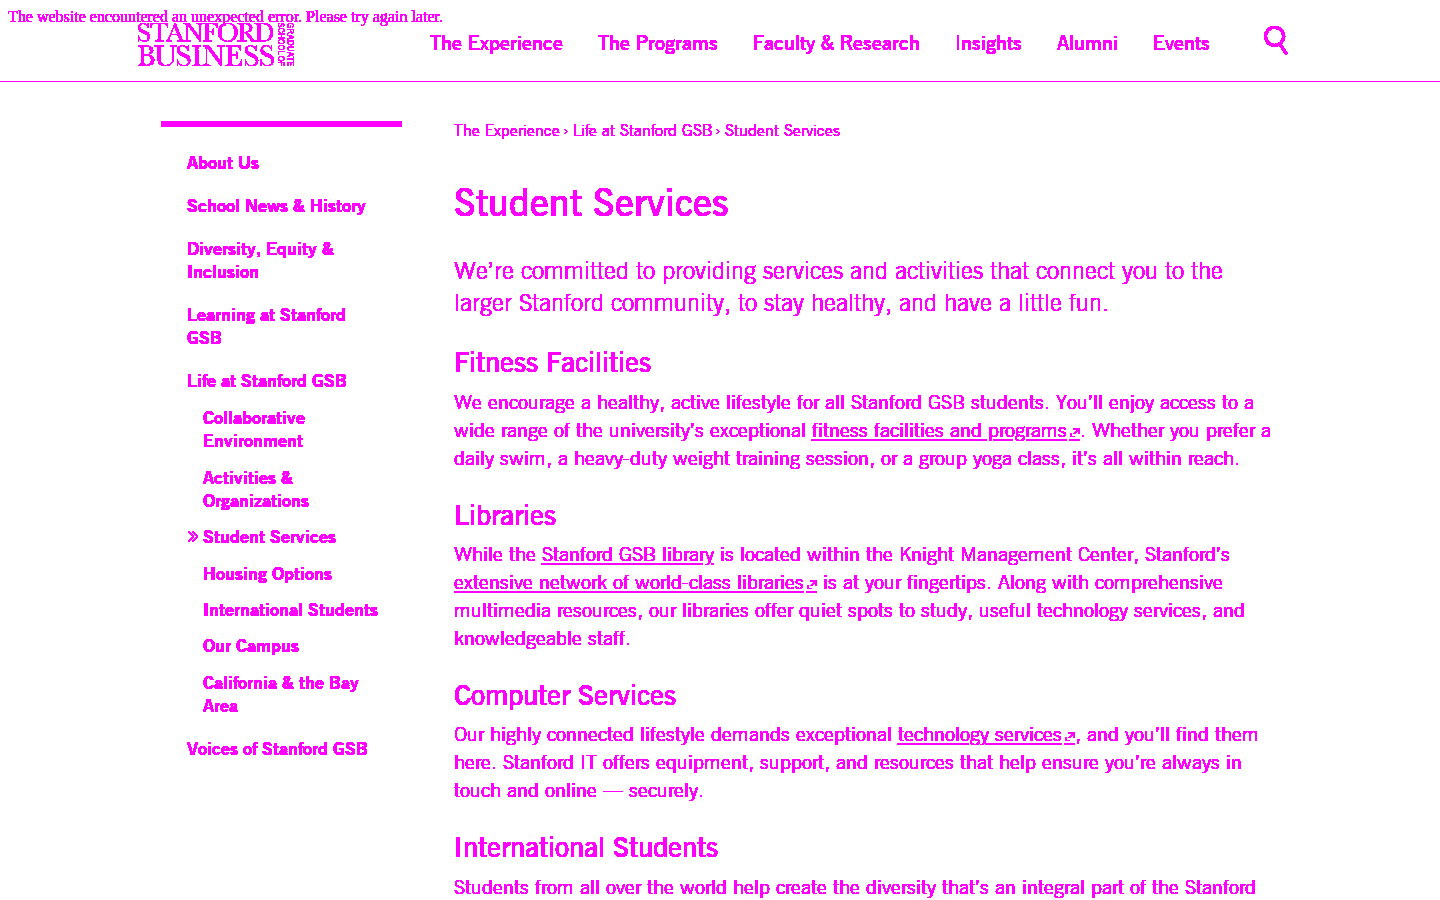 The website encountered an unexpected error. Please try again later.
STANFORD
BUSINESS
GRADUATE
SCHOOL OF
The Experience
The Programs
Faculty & Research
Insights
Alumni
Events
About Us
School News & History
Diversity, Equity &
Inclusion
Learning at Stanford
GSB
Life at Stanford GSB
Collaborative
Environment
Activities &
Organizations
» Student Services
Housing Options
International Students
Our Campus
California & the Bay
Area
Voices of Stanford GSB
The Experience › Life at Stanford GSB › Student Services
Student Services
We’re committed to providing services and activities that connect you to the
larger Stanford community, to stay healthy, and have a little fun.
Fitness Facilities
We encourage a healthy, active lifestyle for all Stanford GSB students. You’ll enjoy access to a
wide range of the university’s exceptional fitness facilities and programs. Whether you prefer a
daily swim, a heavy-duty weight training session, or a group yoga class, it’s all within reach.
Libraries
While the Stanford GSB library is located within the Knight Management Center, Stanford’s
extensive network of world-class libraries is at your fingertips. Along with comprehensive
multimedia resources, our libraries offer quiet spots to study, useful technology services, and
knowledgeable staff.
Computer Services
Our highly connected lifestyle demands exceptional technology services, and you’ll find them
here. Stanford IT offers equipment, support, and resources that help ensure you’re always in
touch and online — securely.
International Students
Students from all over the world help create the diversity that’s an integral part of the Stanford